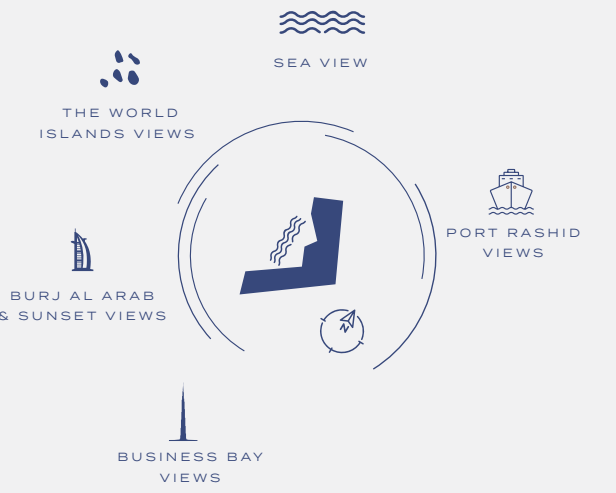 SEA VIEW
THE WORLD
ISLANDS VIEWS
PORT RASHID
VIEWS
BURJ AL ARAB
& SUNSET VIEWS
N
BUSINESS BAY
VIEWS